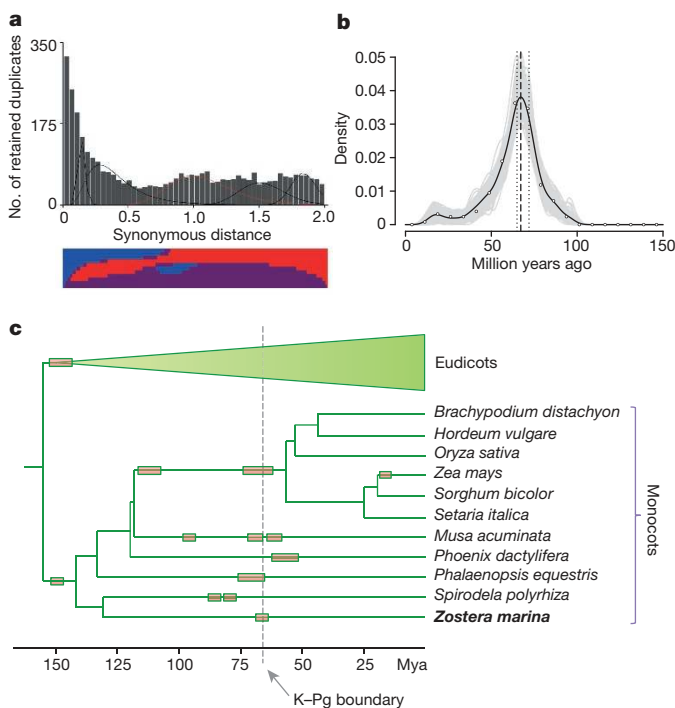 a
350
175
0
No. of retained duplicates
0 0.5 1.0 1.5 2.0
Synonymous distance
b
0.05
0.04
0.03
0.02
0.01
0
Density
0 50 100 150
Million years ago
c
Eudicots
Brachypodium distachyon
Hordeum vulgare
Oryza sativa
Zea mays
Sorghum bicolor
Setaria italica
Musa acuminata
Phoenix dactylifera
Phalaenopsis equestris
Spirodela polyrhiza
Zostera marina
Monocots
150 125 100 75 50 25 Mya
K–Pg boundary